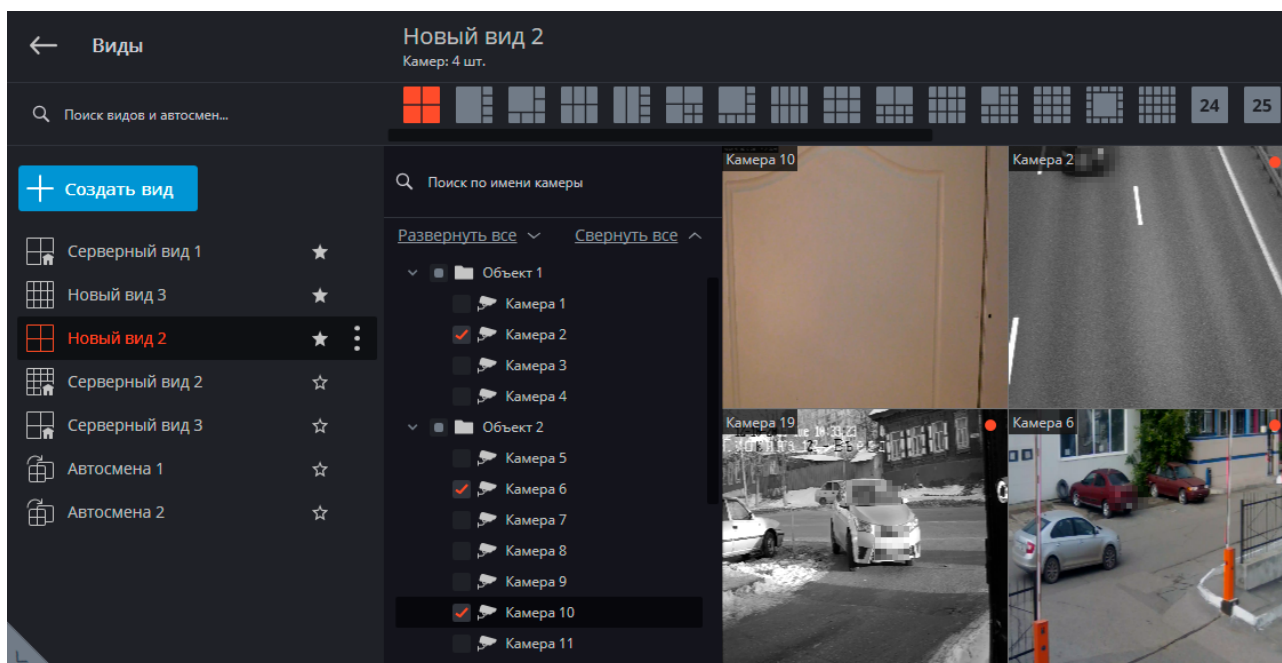 Виды
Новый вид 2
Камер: 4 шт.
Поиск видов и автосмен...
24
25
Создать вид
Серверный вид 1
Новый вид 3
Новый вид 2
Серверный вид 2
Серверный вид 3
Автосмена 1
Автосмена 2
Поиск по имени камеры
Развернуть все
Свернуть все
Объект 1
Камера 1
Камера 2
Камера 3
Камера 4
Объект 2
Камера 5
Камера 6
Камера 7
Камера 8
Камера 9
Камера 10
Камера 11
Камера 10
Камера 2
Камера 19
Камера 6